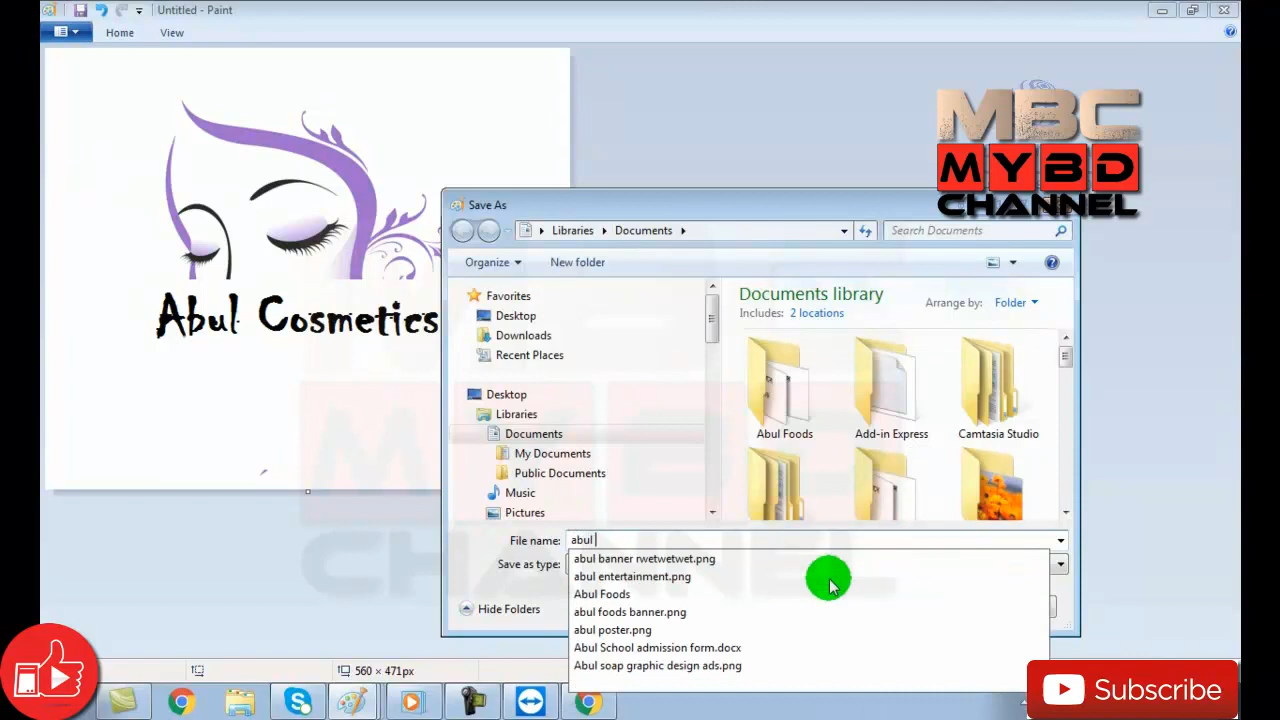 Untitled - Paint
Home View
MBC
MYBD
CHANNEL
Abul Cosmetics
Save As
Libraries Documents
Search Documents
Organize New folder
Favorites
Desktop
Downloads
Recent Places
Desktop
Libraries
Documents
My Documents
Public Documents
Music
Pictures
Documents library
Includes: 2 locations
Arrange by: Folder
Abul Foods
Add-in Express
Camtasia Studio
MYBD
CHANNEL
File name: abul
Save as type:
abul banner rwetwetwet.png
abul entertainment.png
Abul Foods
abul foods banner.png
abul poster.png
Abul School admission form.docx
Abul soap graphic design ads.png
Hide Folders
560 × 471px
Subscribe